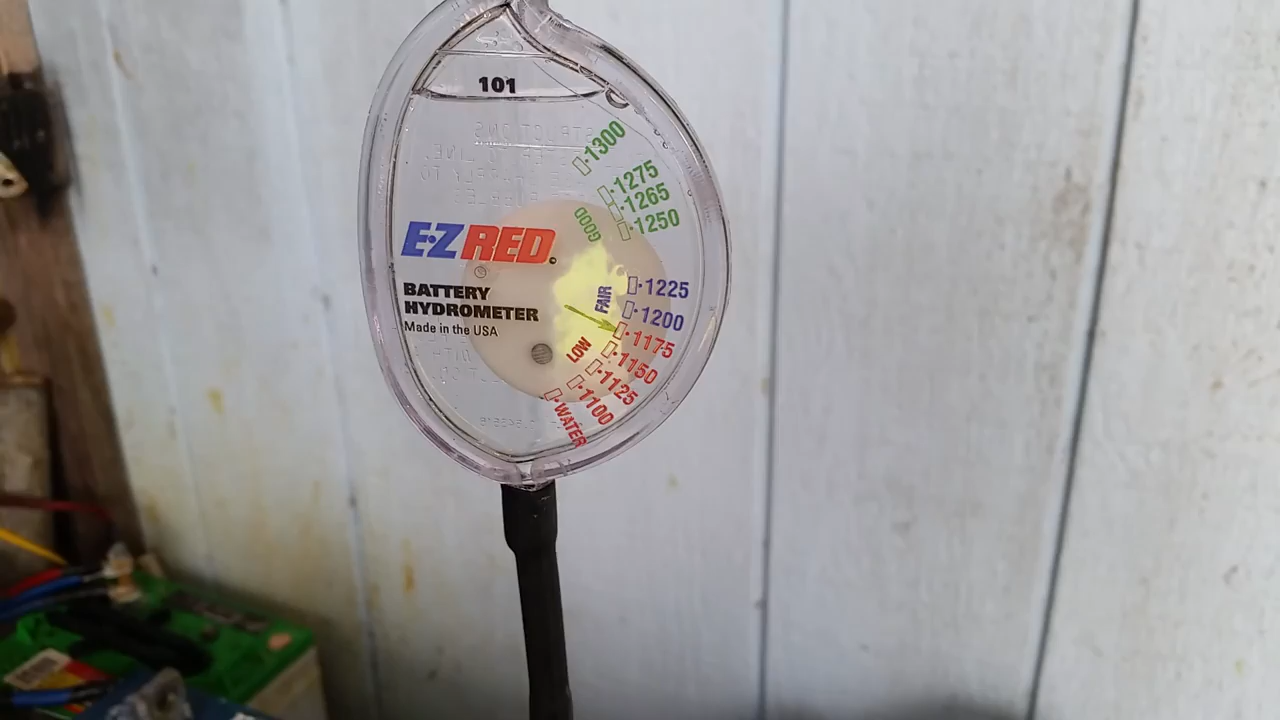 101
·1300
·1275
·1265
·1250
GOOD
E·Z RED.
BATTERY
HYDROMETER
Made in the USA
FAIR
·1225
·1200
LOW
·1175
·1150
·1125
·1100
·WATER